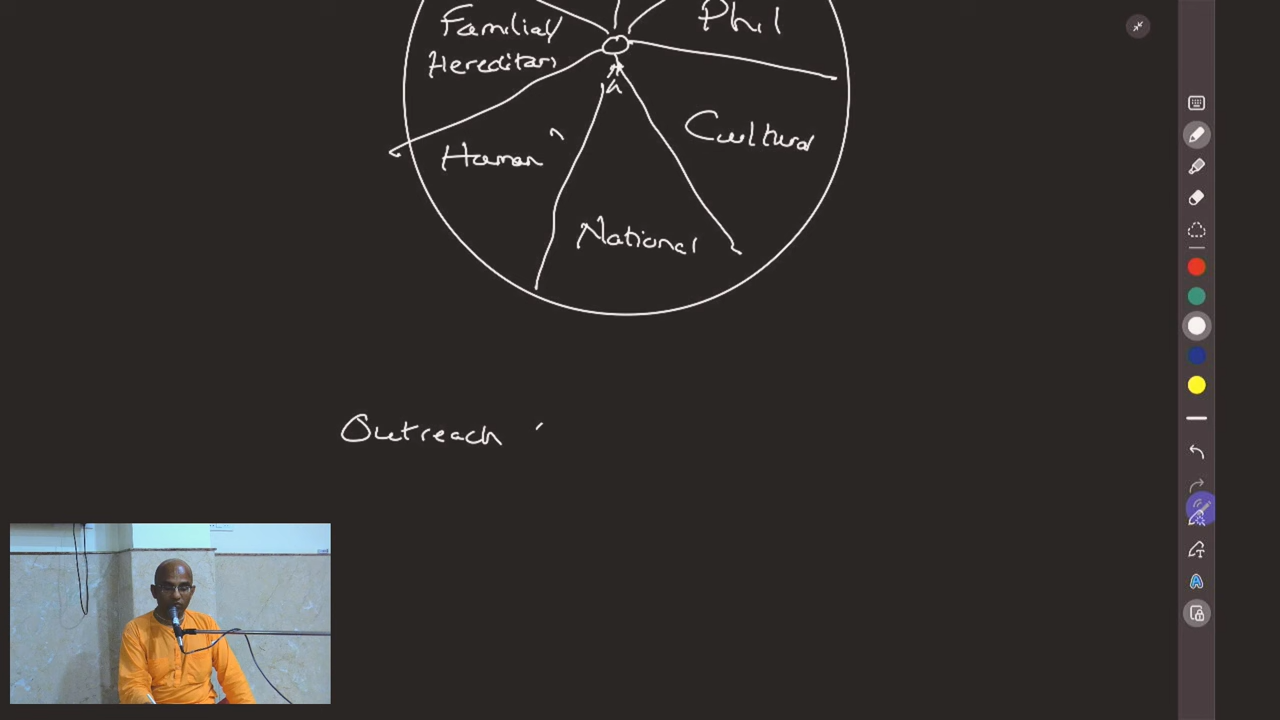 Familial/
Hereditary
Phil
Cultural
Human
National
Outreach